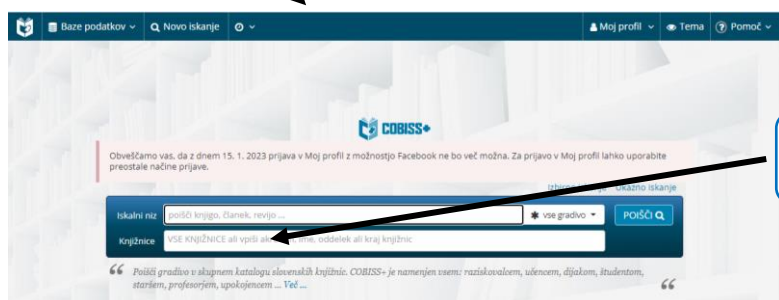 Baze podatkov Novo iskanje Moj profil Tema Pomoč
COBISS+
Obveščamo vas, da z dnem 15. 1. 2023 prijava v Moj profil z možnostjo Facebook ne bo več možna. Za prijavo v Moj profil lahko uporabite
preostale načine prijave.
Ukazno iskanje
Iskalni niz poišči knjigo, članek, revijo ... vse gradivo POIŠČI
Knjižnice VSE KNJIŽNICE ali vpiši ime, oddelek ali kraj knjižnic
Poišči gradivo v skupnem katalogu slovenskih knjižnic. COBISS+ je namenjen vsem: raziskovalcem, učencem, dijakom, študentom,
staršem, profesorjem, upokojencem ... Več ...